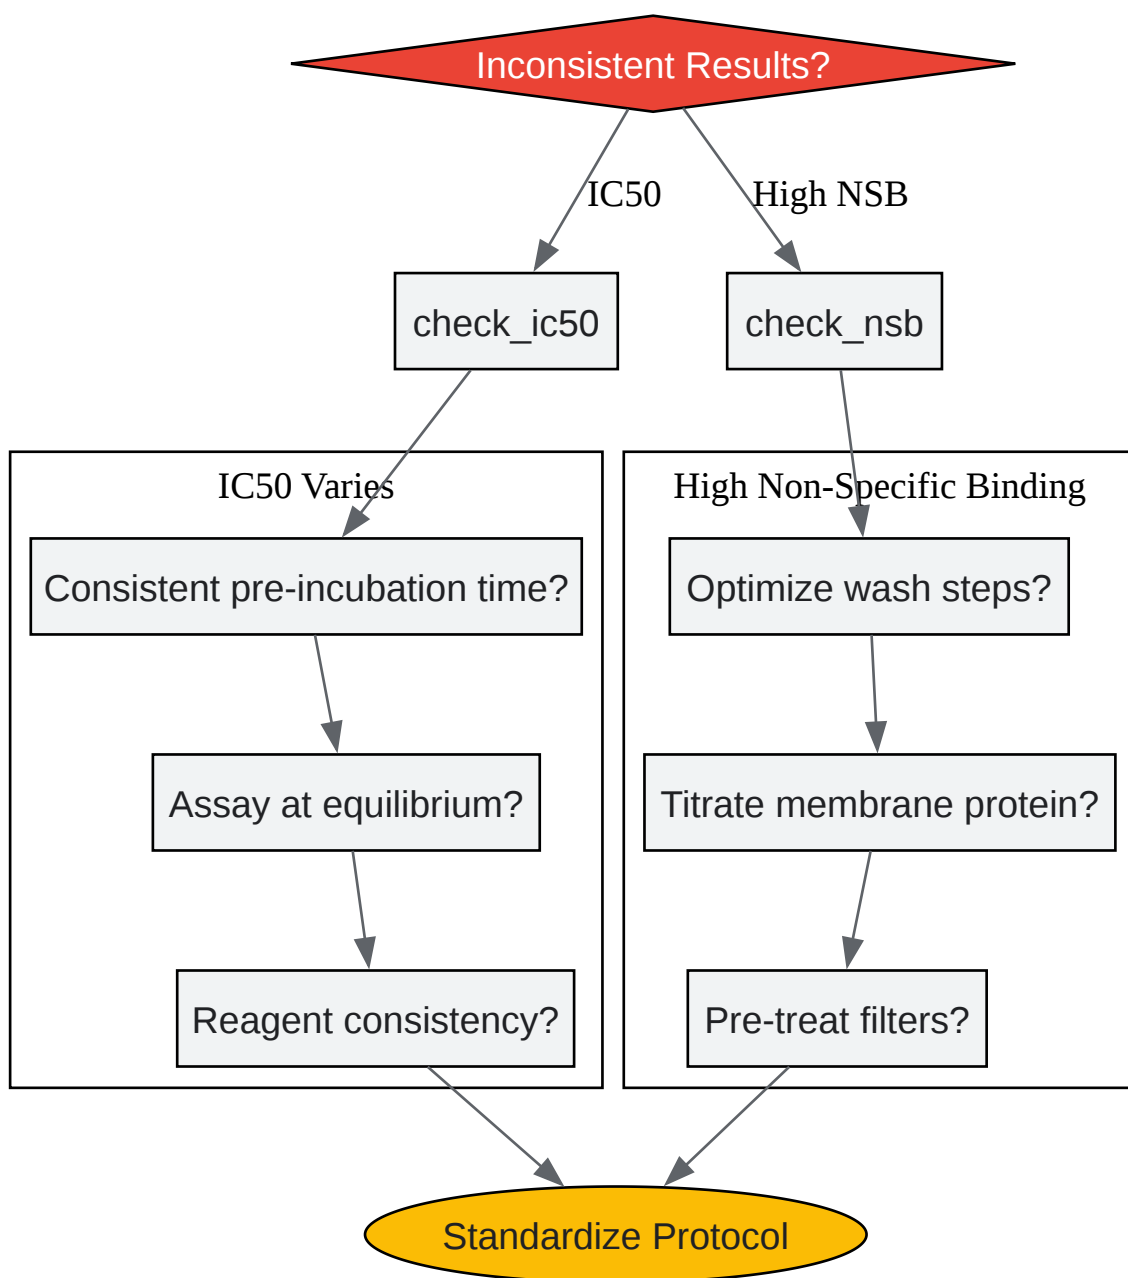 Inconsistent Results?
IC50
High NSB
check_ic50
check_nsb
IC50 Varies
High Non-Specific Binding
Consistent pre-incubation time?
Optimize wash steps?
Assay at equilibrium?
Titrate membrane protein?
Reagent consistency?
Pre-treat filters?
Standardize Protocol